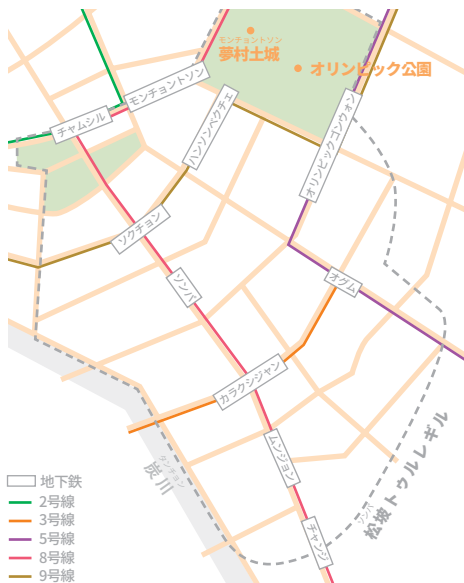 モンチョントソン
夢村土城
オリンピック公園
モンチョントソン
チャムシル
ハンソンペクチェ
オリンピックゴンウォン
ソクチョン
ソンパ
オグム
カラクシジャン
ムンジョン
チャンジ
タンチョン
炭川
ソンパ
松坡トゥルレギル
地下鉄
2号線
3号線
5号線
8号線
9号線